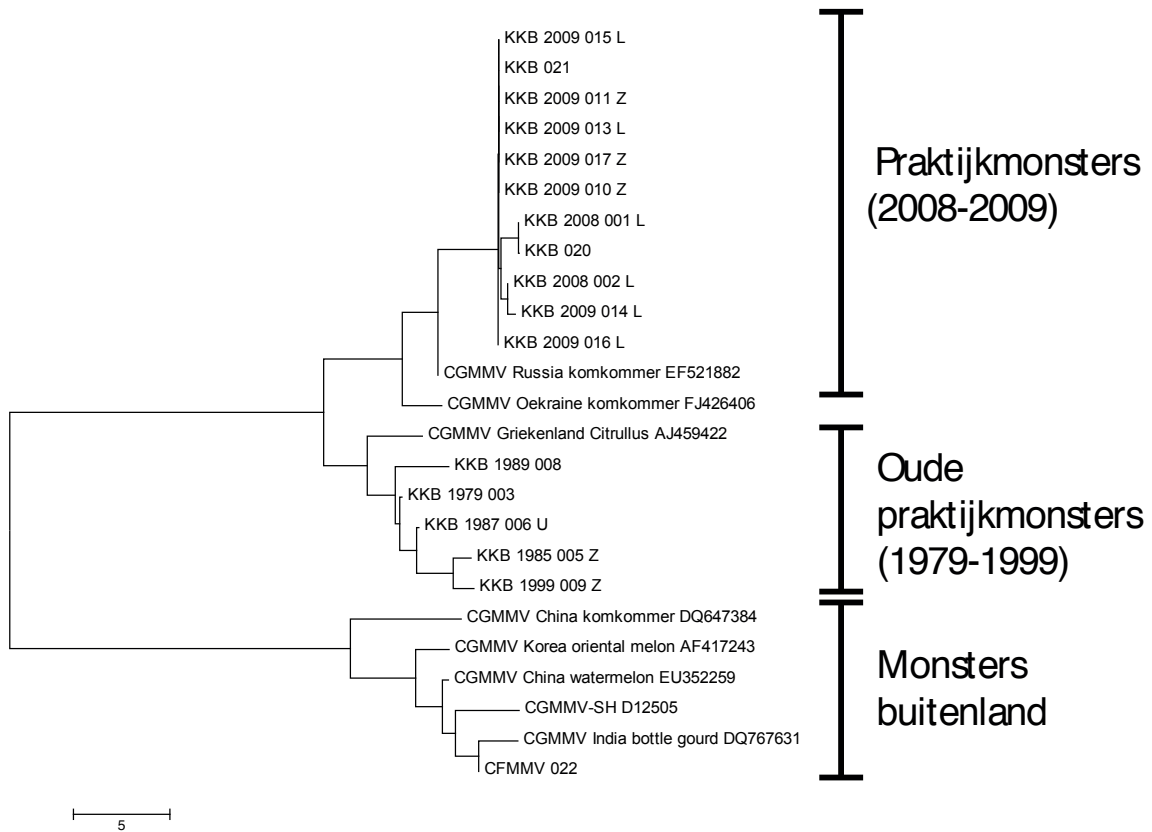 KKB 2009 015 L
KKB 021
KKB 2009 011 Z
KKB 2009 013 L
KKB 2009 017 Z
KKB 2009 010 Z
KKB 2008 001 L
KKB 020
KKB 2008 002 L
KKB 2009 014 L
KKB 2009 016 L
CGMMV Russia komkommer EF521882
CGMMV Oekraine komkommer FJ426406
CGMMV Griekenland Citrullus AJ459422
KKB 1989 008
KKB 1979 003
KKB 1987 006 U
KKB 1985 005 Z
KKB 1999 009 Z
CGMMV China komkommer DQ647384
CGMMV Korea oriental melon AF417243
CGMMV China watermelon EU352259
CGMMV-SH D12505
CGMMV India bottle gourd DQ767631
CFMMV 022
5
Praktijkmonsters
(2008-2009)
Oude
praktijkmonsters
(1979-1999)
Monsters
buitenland